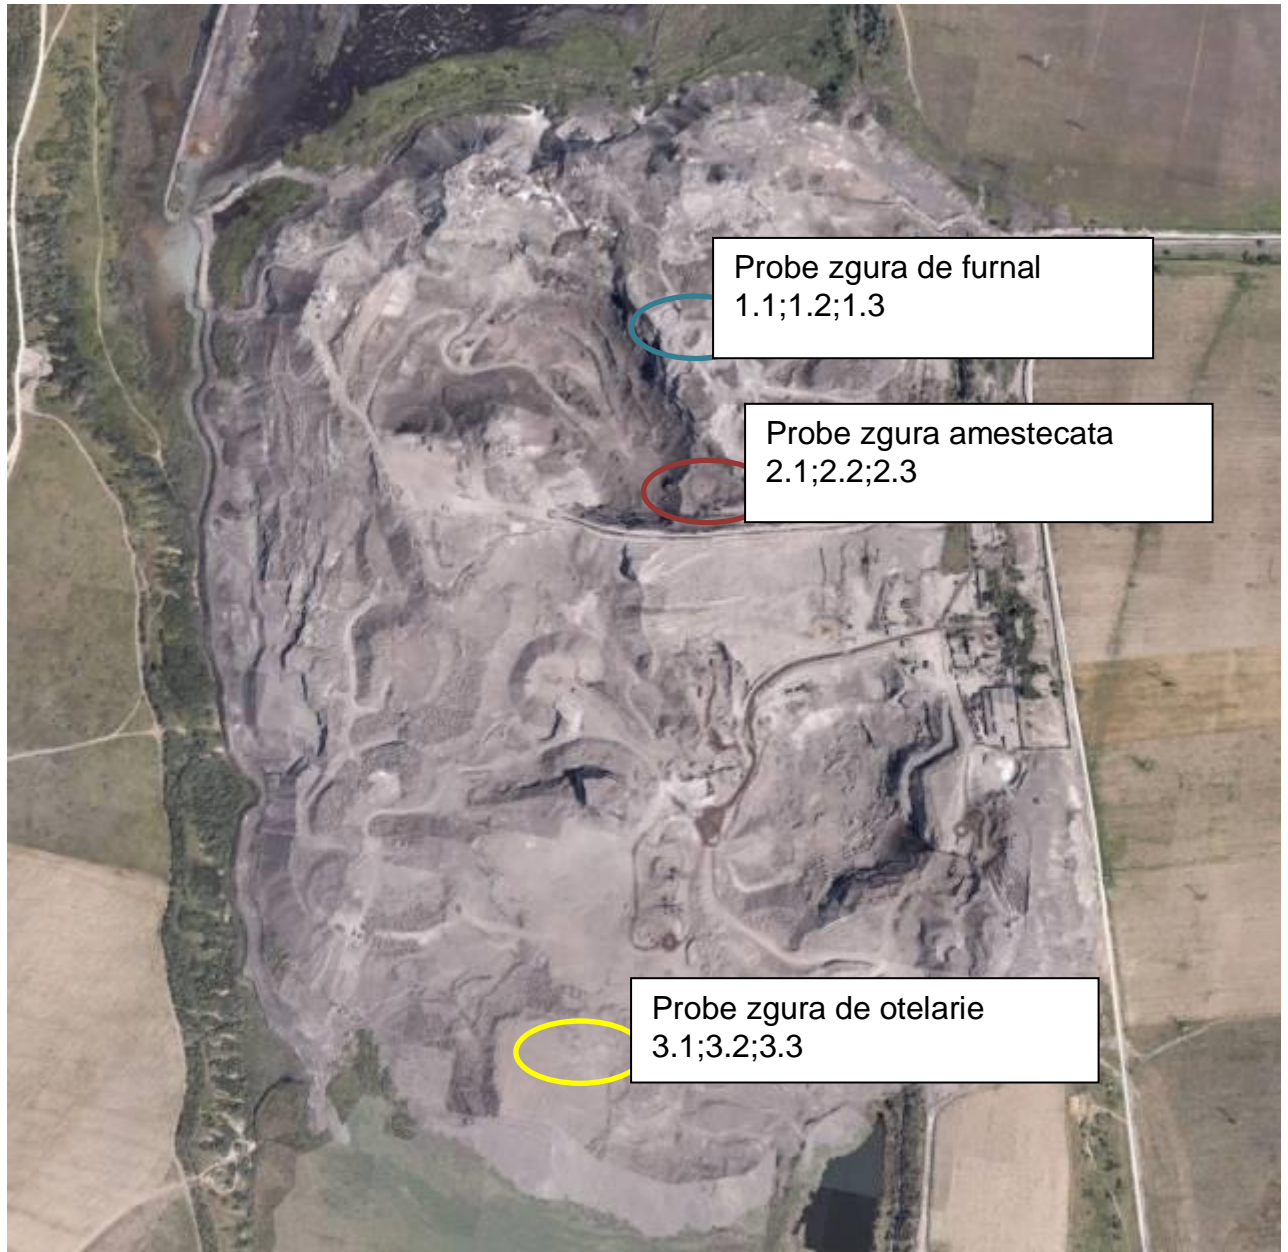 Probe zgura de furnal
1.1;1.2;1.3
Probe zgura amestecata
2.1;2.2;2.3
Probe zgura de otelarie
3.1;3.2;3.3